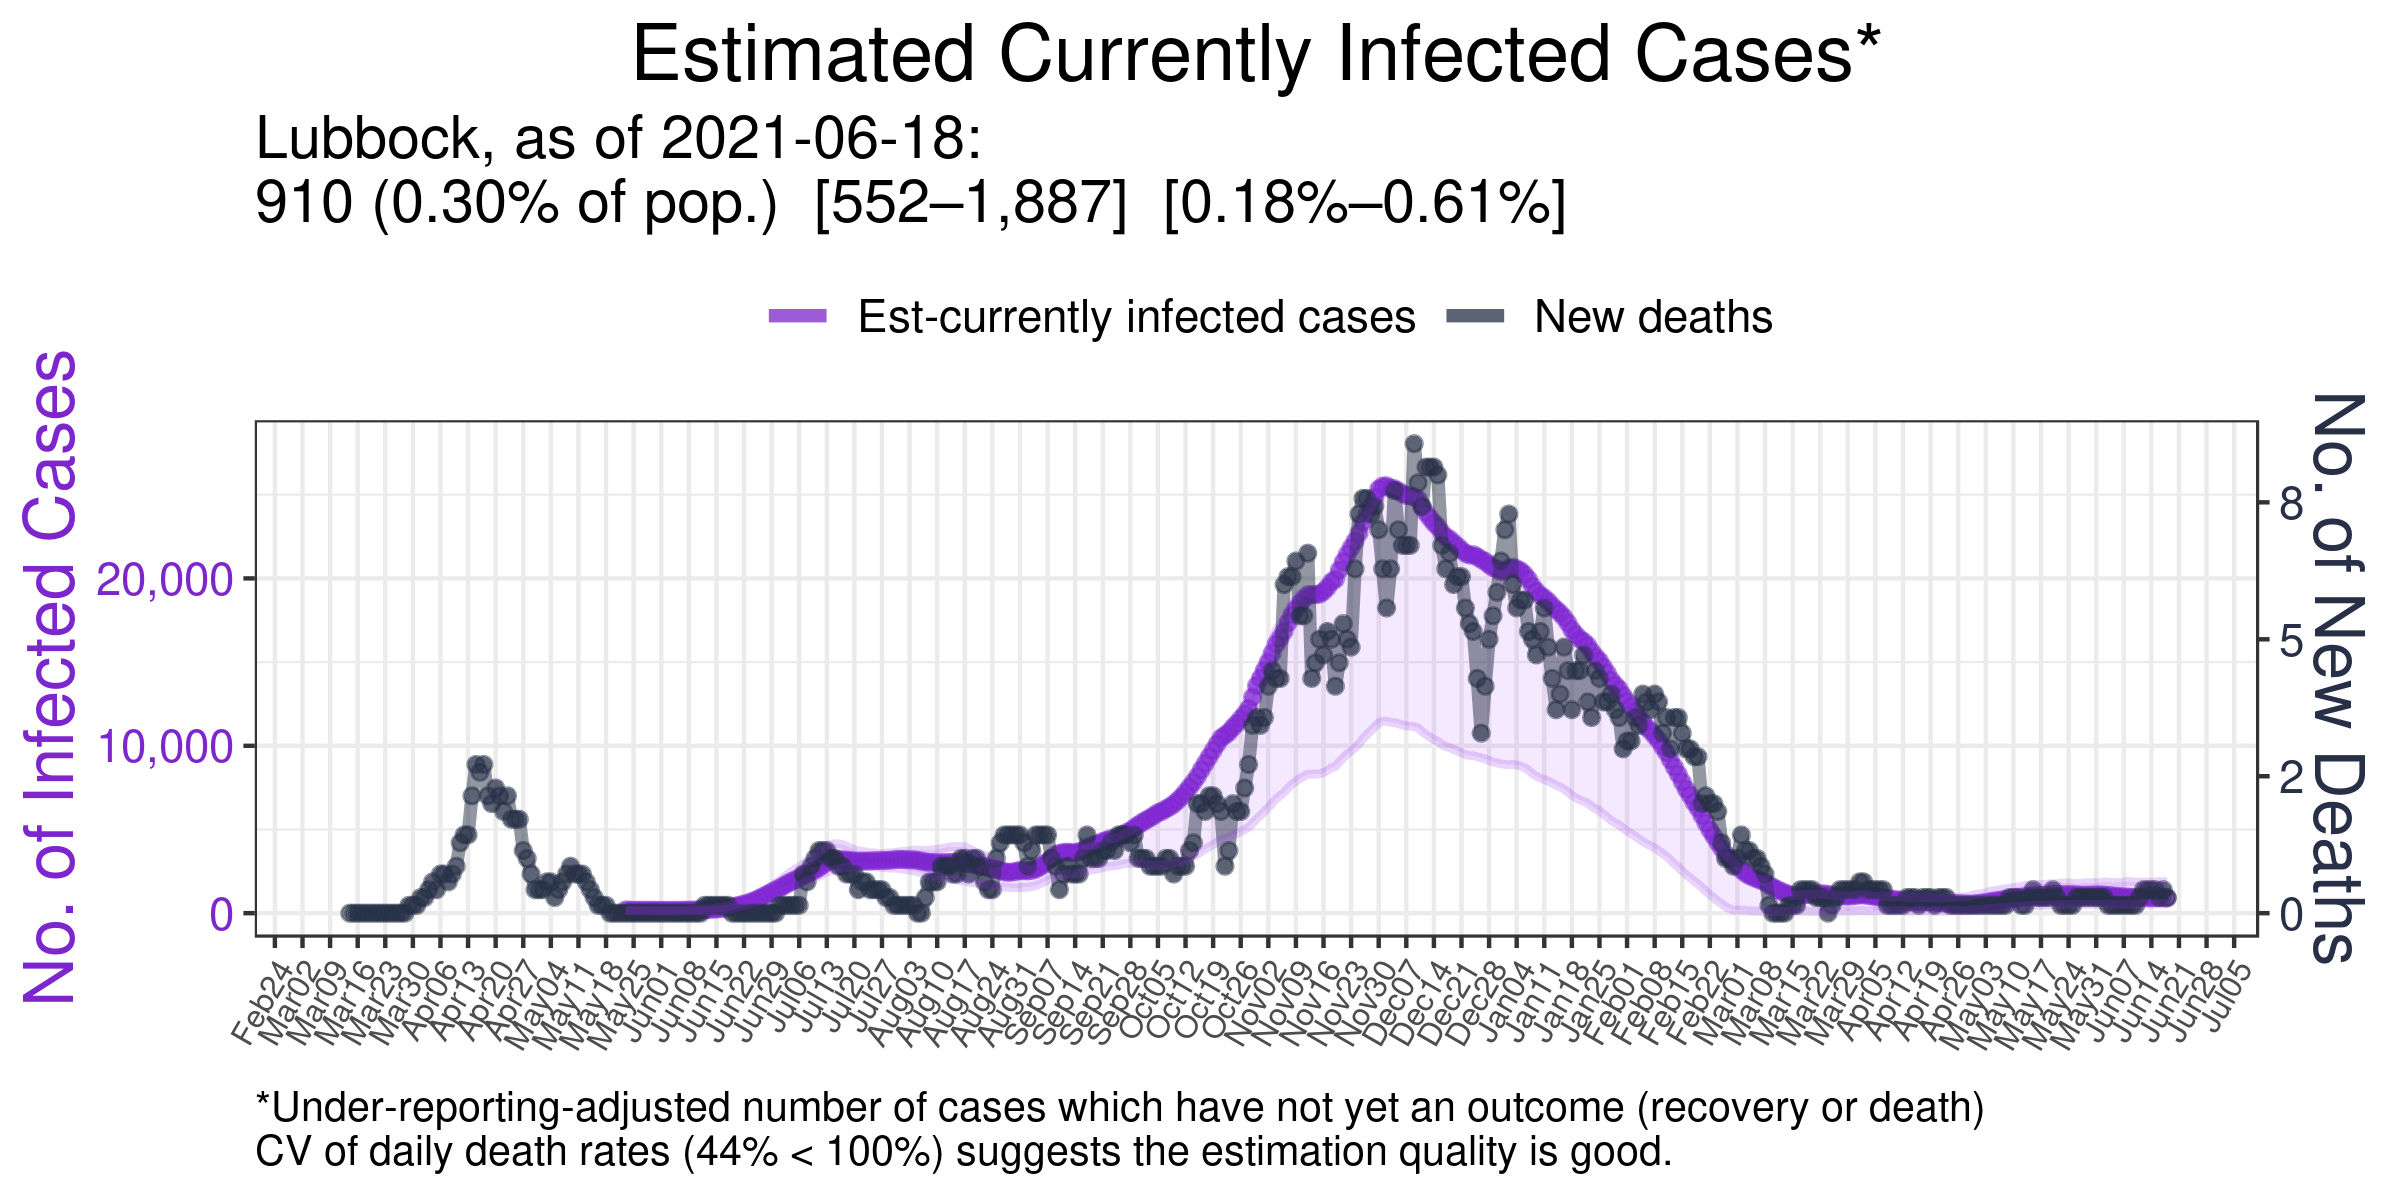 Estimated Currently Infected Cases*
Lubbock, as of 2021-06-18:
910 (0.30% of pop.)  [552–1,887]  [0.18%–0.61%]
Est-currently infected cases
New deaths
No. of Infected Cases
20,000
10,000
0
8
5
2
0
No. of New Deaths
Feb24
Mar02
Mar09
Mar16
Mar23
Mar30
Apr06
Apr13
Apr20
Apr27
May04
May11
May18
May25
Jun01
Jun08
Jun15
Jun22
Jun29
Jul06
Jul13
Jul20
Jul27
Aug03
Aug10
Aug17
Aug24
Aug31
Sep07
Sep14
Sep21
Sep28
Oct05
Oct12
Oct19
Oct26
Nov02
Nov09
Nov16
Nov23
Nov30
Dec07
Dec14
Dec21
Dec28
Jan04
Jan11
Jan18
Jan25
Feb01
Feb08
Feb15
Feb22
Mar01
Mar08
Mar15
Mar22
Mar29
Apr05
Apr12
Apr19
Apr26
May03
May10
May17
May24
May31
Jun07
Jun14
Jun21
Jun28
Jul05
*Under-reporting-adjusted number of cases which have not yet an outcome (recovery or death)
CV of daily death rates (44% < 100%) suggests the estimation quality is good.